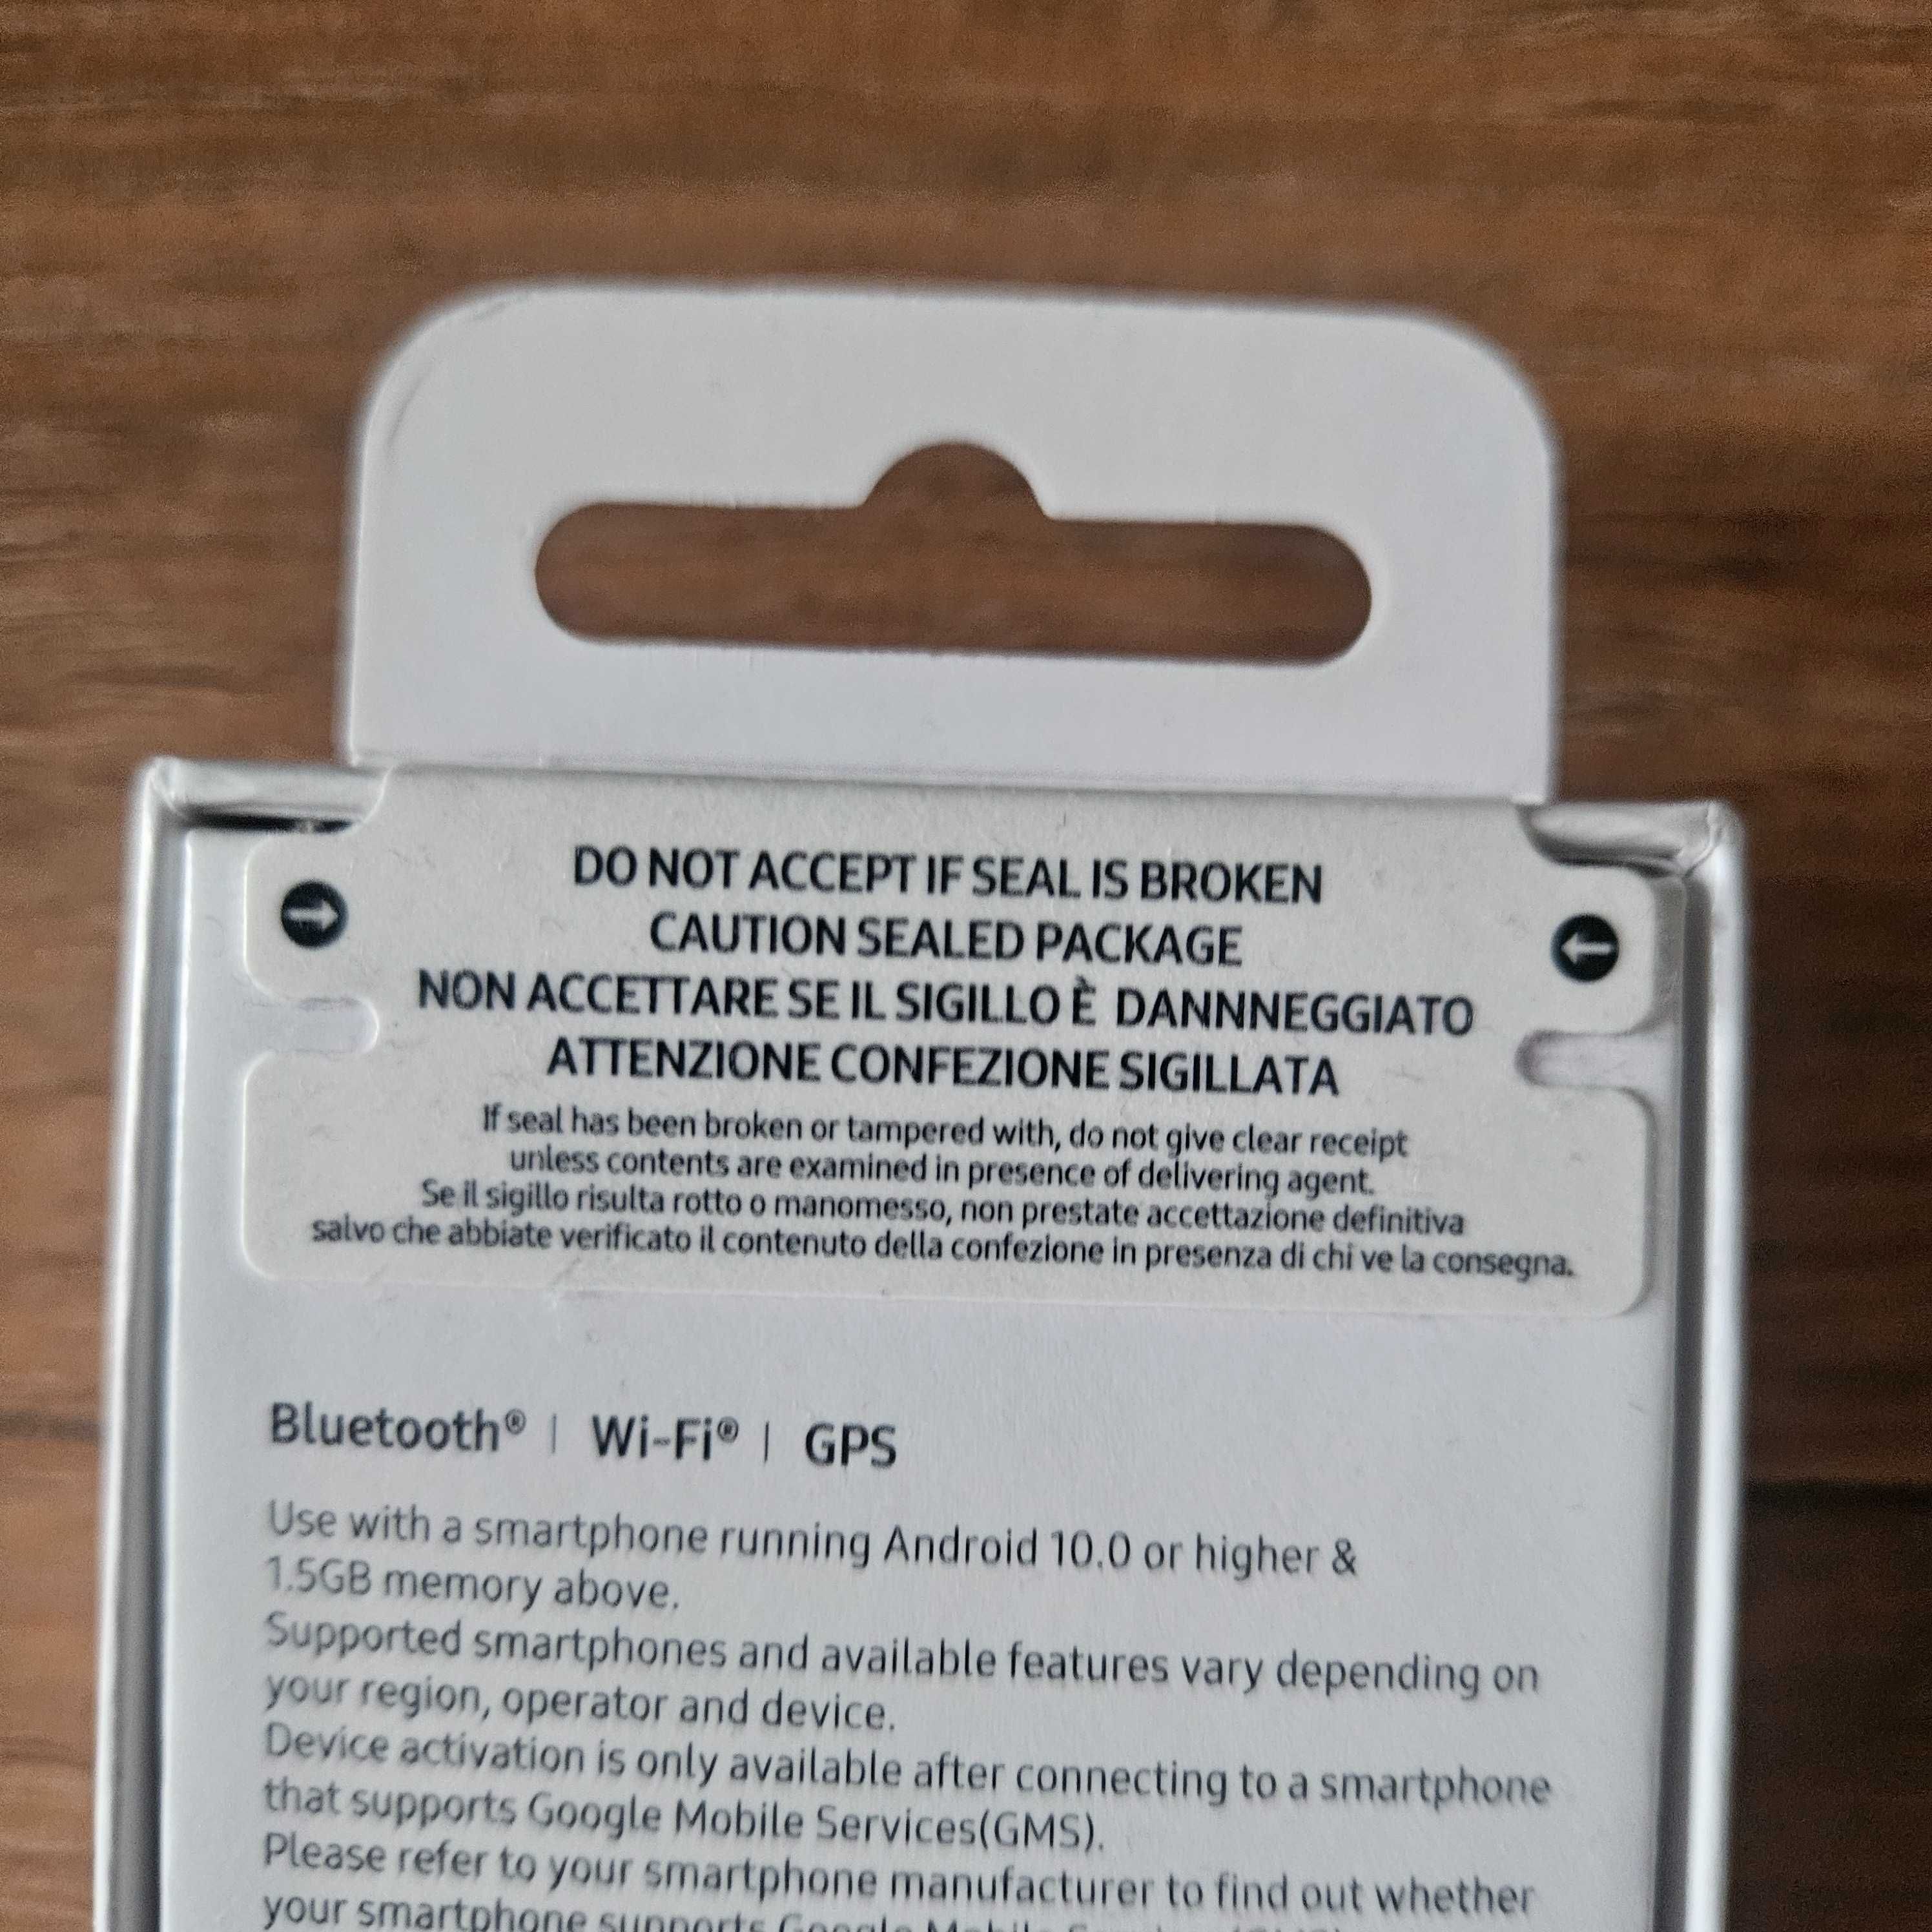 DO NOT ACCEPT IF SEAL IS BROKEN
CAUTION SEALED PACKAGE
NON ACCETTARE SE IL SIGILLO È DANNNEGGIATO
ATTENZIONE CONFEZIONE SIGILLATA
If seal has been broken or tampered with, do not give clear receipt
unless contents are examined in presence of delivering agent.
Se il sigillo risulta rotto o manomesso, non prestate accettazione definitiva
salvo che abbiate verificato il contenuto della confezione in presenza di chi ve la consegna.
Bluetooth® | Wi-Fi® | GPS
Use with a smartphone running Android 10.0 or higher &
1.5GB memory above.
Supported smartphones and available features vary depending on
your region, operator and device.
Device activation is only available after connecting to a smartphone
that supports Google Mobile Services(GMS).
Please refer to your smartphone manufacturer to find out whether
your smartphone supports Google